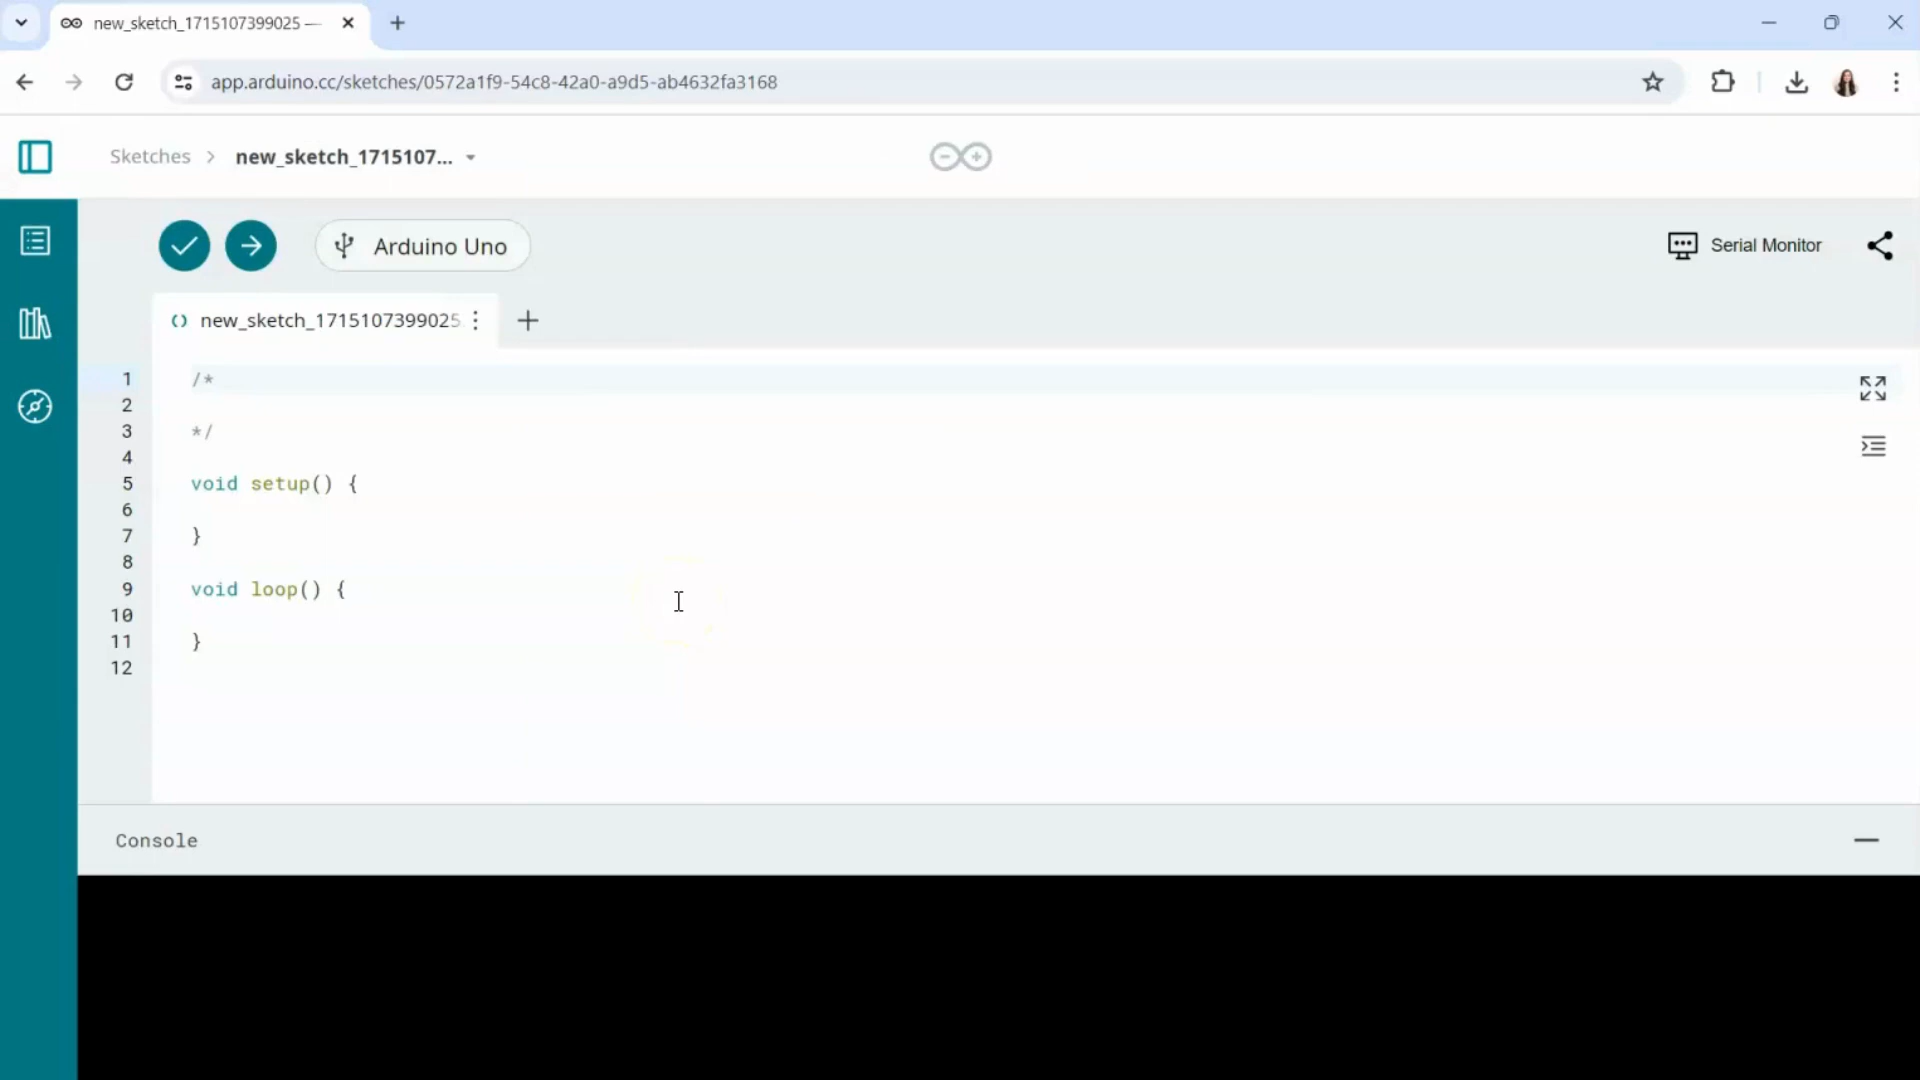 new_sketch_1715107399025 —
app.arduino.cc/sketches/0572a1f9-54c8-42a0-a9d5-ab4632fa3168
Sketches > new_sketch_1715107...
Arduino Uno
Serial Monitor
new_sketch_1715107399025
1 /*
2
3 */
4
5 void setup() {
6
7 }
8
9 void loop() {
10
11 }
12
Console